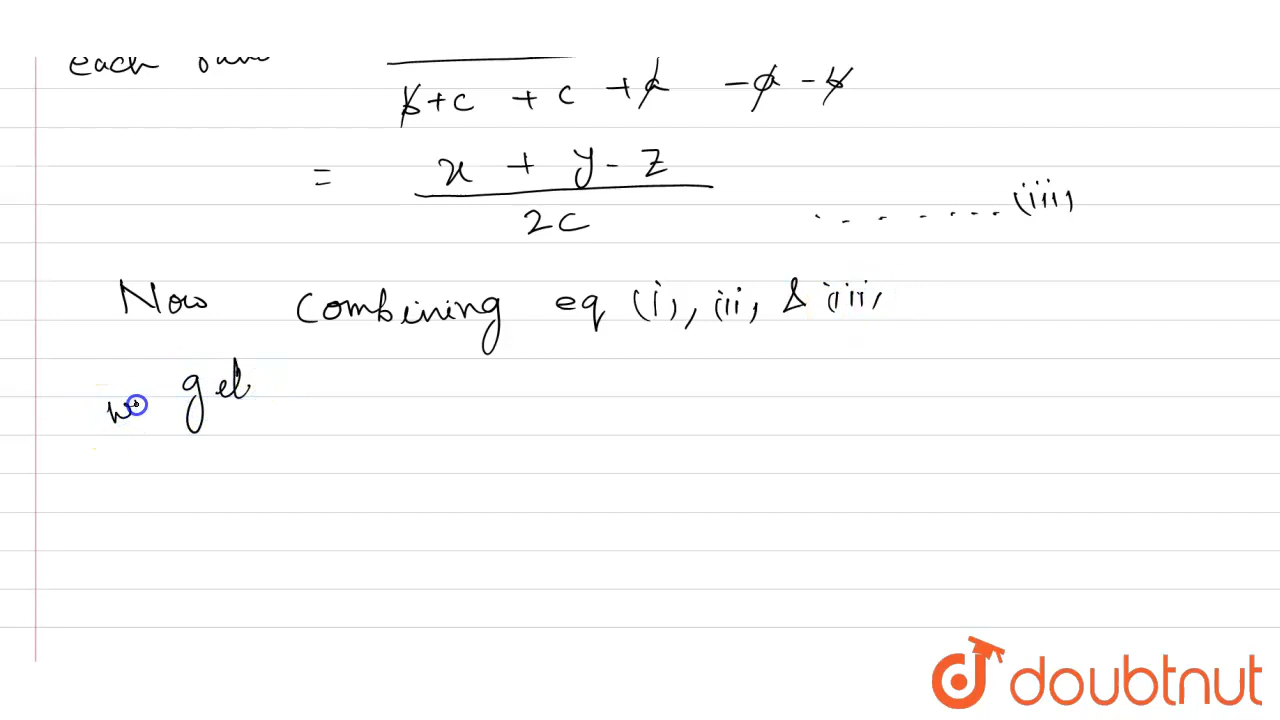 each
b + c + c + a - a - b
= x + y - z
2c
........(iii)
Now combining eq (i), (ii) & (iii)
we get
doubtnut